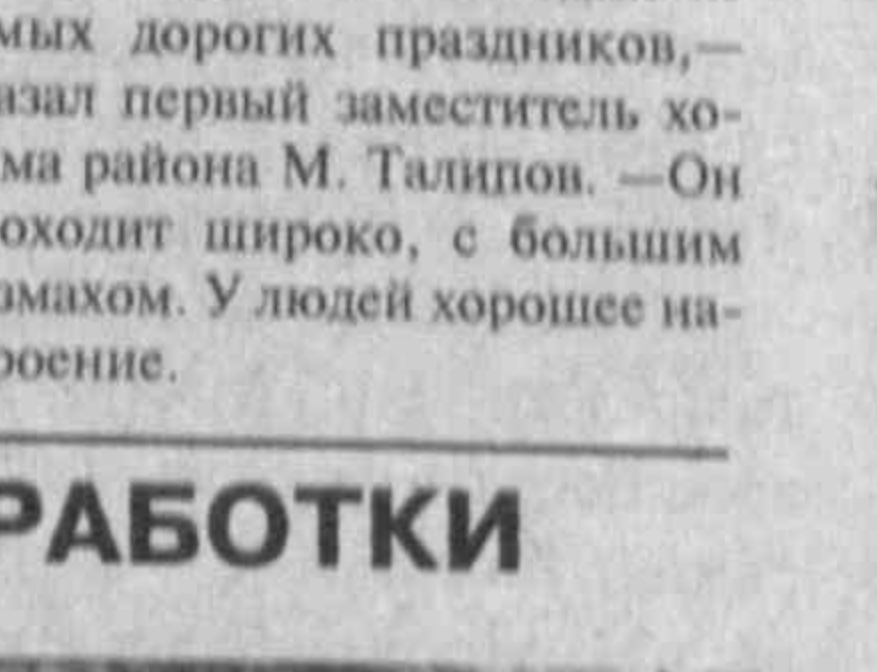 мых дорогих праздников,—
азал первый заместитель хо-
ма района М. Талипов. —Он
оходит широко, с большим
змахом. У людей хорошее на-
роение.
РАБОТКИ